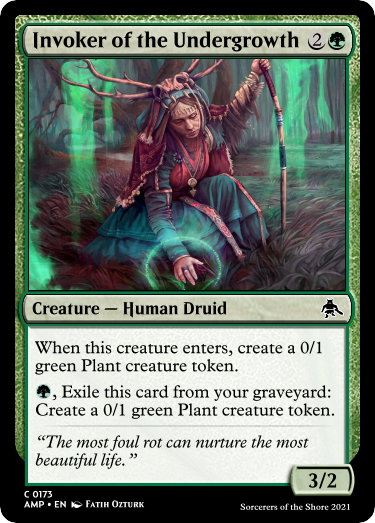 Invoker of the Undergrowth 2
Creature — Human Druid
When this creature enters, create a 0/1
green Plant creature token.
, Exile this card from your graveyard:
Create a 0/1 green Plant creature token.
“The most foul rot can nurture the most
beautiful life.”
3/2
C 0173
AMP • EN Fatih Ozturk
Sorcerers of the Shore 2021